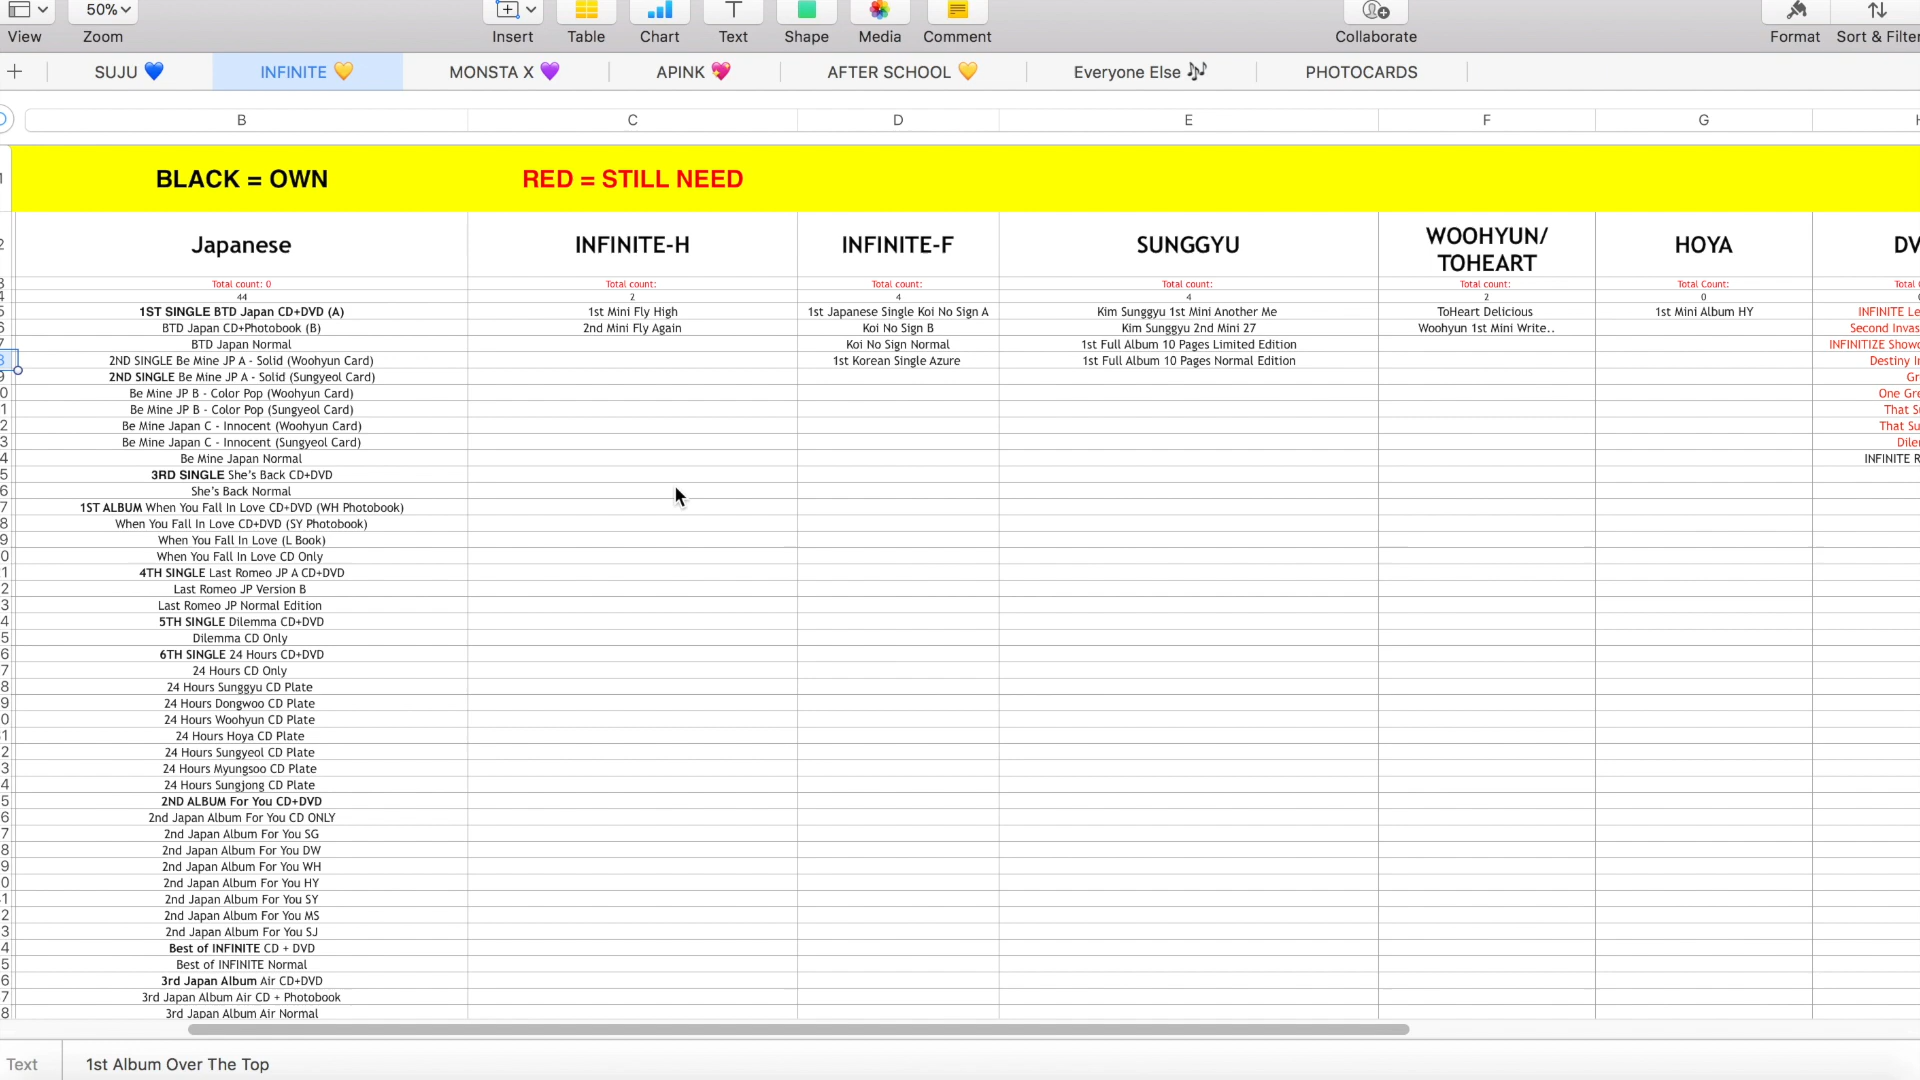 View
50%
Zoom
Insert
Table
Chart
Text
Shape
Media
Comment
Collaborate
Format
Sort & Filter
SUJU 💙
INFINITE 💛
MONSTA X 💜
APINK 💖
AFTER SCHOOL 💛
Everyone Else 🎶
PHOTOCARDS
B C D E F G
BLACK = OWN RED = STILL NEED
Japanese INFINITE-H INFINITE-F SUNGGYU WOOHYUN/ HOYA DV
TOHEART
Total count: 0 Total count: Total count: Total count: Total count: Total Count: Total
44 2 4 4 2 0
1ST SINGLE BTD Japan CD+DVD (A) 1st Mini Fly High 1st Japanese Single Koi No Sign A Kim Sunggyu 1st Mini Another Me ToHeart Delicious 1st Mini Album HY INFINITE Le
BTD Japan CD+Photobook (B) 2nd Mini Fly Again Koi No Sign B Kim Sunggyu 2nd Mini 27 Woohyun 1st Mini Write.. Second Invas
BTD Japan Normal Koi No Sign Normal 1st Full Album 10 Pages Limited Edition INFINITIZE Showc
2ND SINGLE Be Mine JP A - Solid (Woohyun Card) 1st Korean Single Azure 1st Full Album 10 Pages Normal Edition Destiny In
2ND SINGLE Be Mine JP A - Solid (Sungyeol Card) Gr
Be Mine JP B - Color Pop (Woohyun Card) One Gre
Be Mine JP B - Color Pop (Sungyeol Card) That S
Be Mine Japan C - Innocent (Woohyun Card) That Su
Be Mine Japan C - Innocent (Sungyeol Card) Dile
Be Mine Japan Normal INFINITE R
3RD SINGLE She's Back CD+DVD
She's Back Normal
1ST ALBUM When You Fall In Love CD+DVD (WH Photobook)
When You Fall In Love CD+DVD (SY Photobook)
When You Fall In Love (L Book)
When You Fall In Love CD Only
4TH SINGLE Last Romeo JP A CD+DVD
Last Romeo JP Version B
Last Romeo JP Normal Edition
5TH SINGLE Dilemma CD+DVD
Dilemma CD Only
6TH SINGLE 24 Hours CD+DVD
24 Hours CD Only
24 Hours Sunggyu CD Plate
24 Hours Dongwoo CD Plate
24 Hours Woohyun CD Plate
24 Hours Hoya CD Plate
24 Hours Sungyeol CD Plate
24 Hours Myungsoo CD Plate
24 Hours Sungjong CD Plate
2ND ALBUM For You CD+DVD
2nd Japan Album For You CD ONLY
2nd Japan Album For You SG
2nd Japan Album For You DW
2nd Japan Album For You WH
2nd Japan Album For You HY
2nd Japan Album For You SY
2nd Japan Album For You MS
2nd Japan Album For You SJ
Best of INFINITE CD + DVD
Best of INFINITE Normal
3rd Japan Album Air CD+DVD
3rd Japan Album Air CD + Photobook
3rd Japan Album Air Normal
Text 1st Album Over The Top